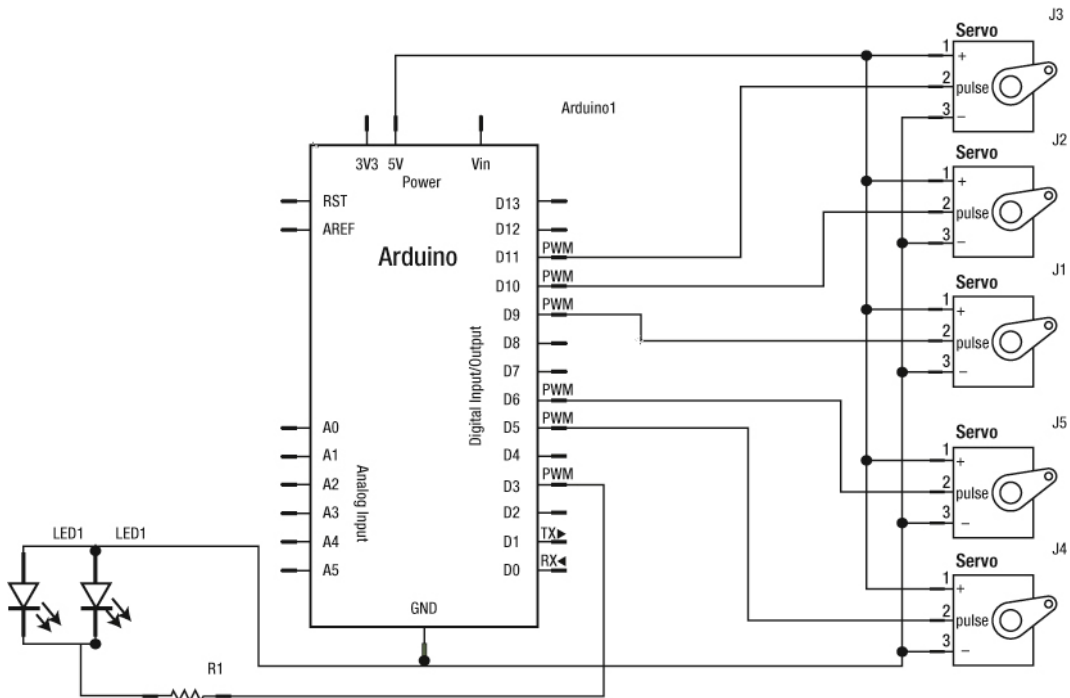 J3
Servo
1
+
2
pulse
3
−
Arduino1
3V3 5V Vin
Power
J2
Servo
1
+
2
pulse
3
−
RST
AREF
Arduino
D13
D12
D11 PWM
D10 PWM
D9 PWM
D8
D7
D6 PWM
D5 PWM
D4
D3 PWM
D2
D1 TX
D0 RX
Digital Input/Output
J1
Servo
1
+
2
pulse
3
−
A0
A1
A2
A3
A4
A5
Analog Input
GND
J5
Servo
1
+
2
pulse
3
−
J4
Servo
1
+
2
pulse
3
−
LED1 LED1
R1